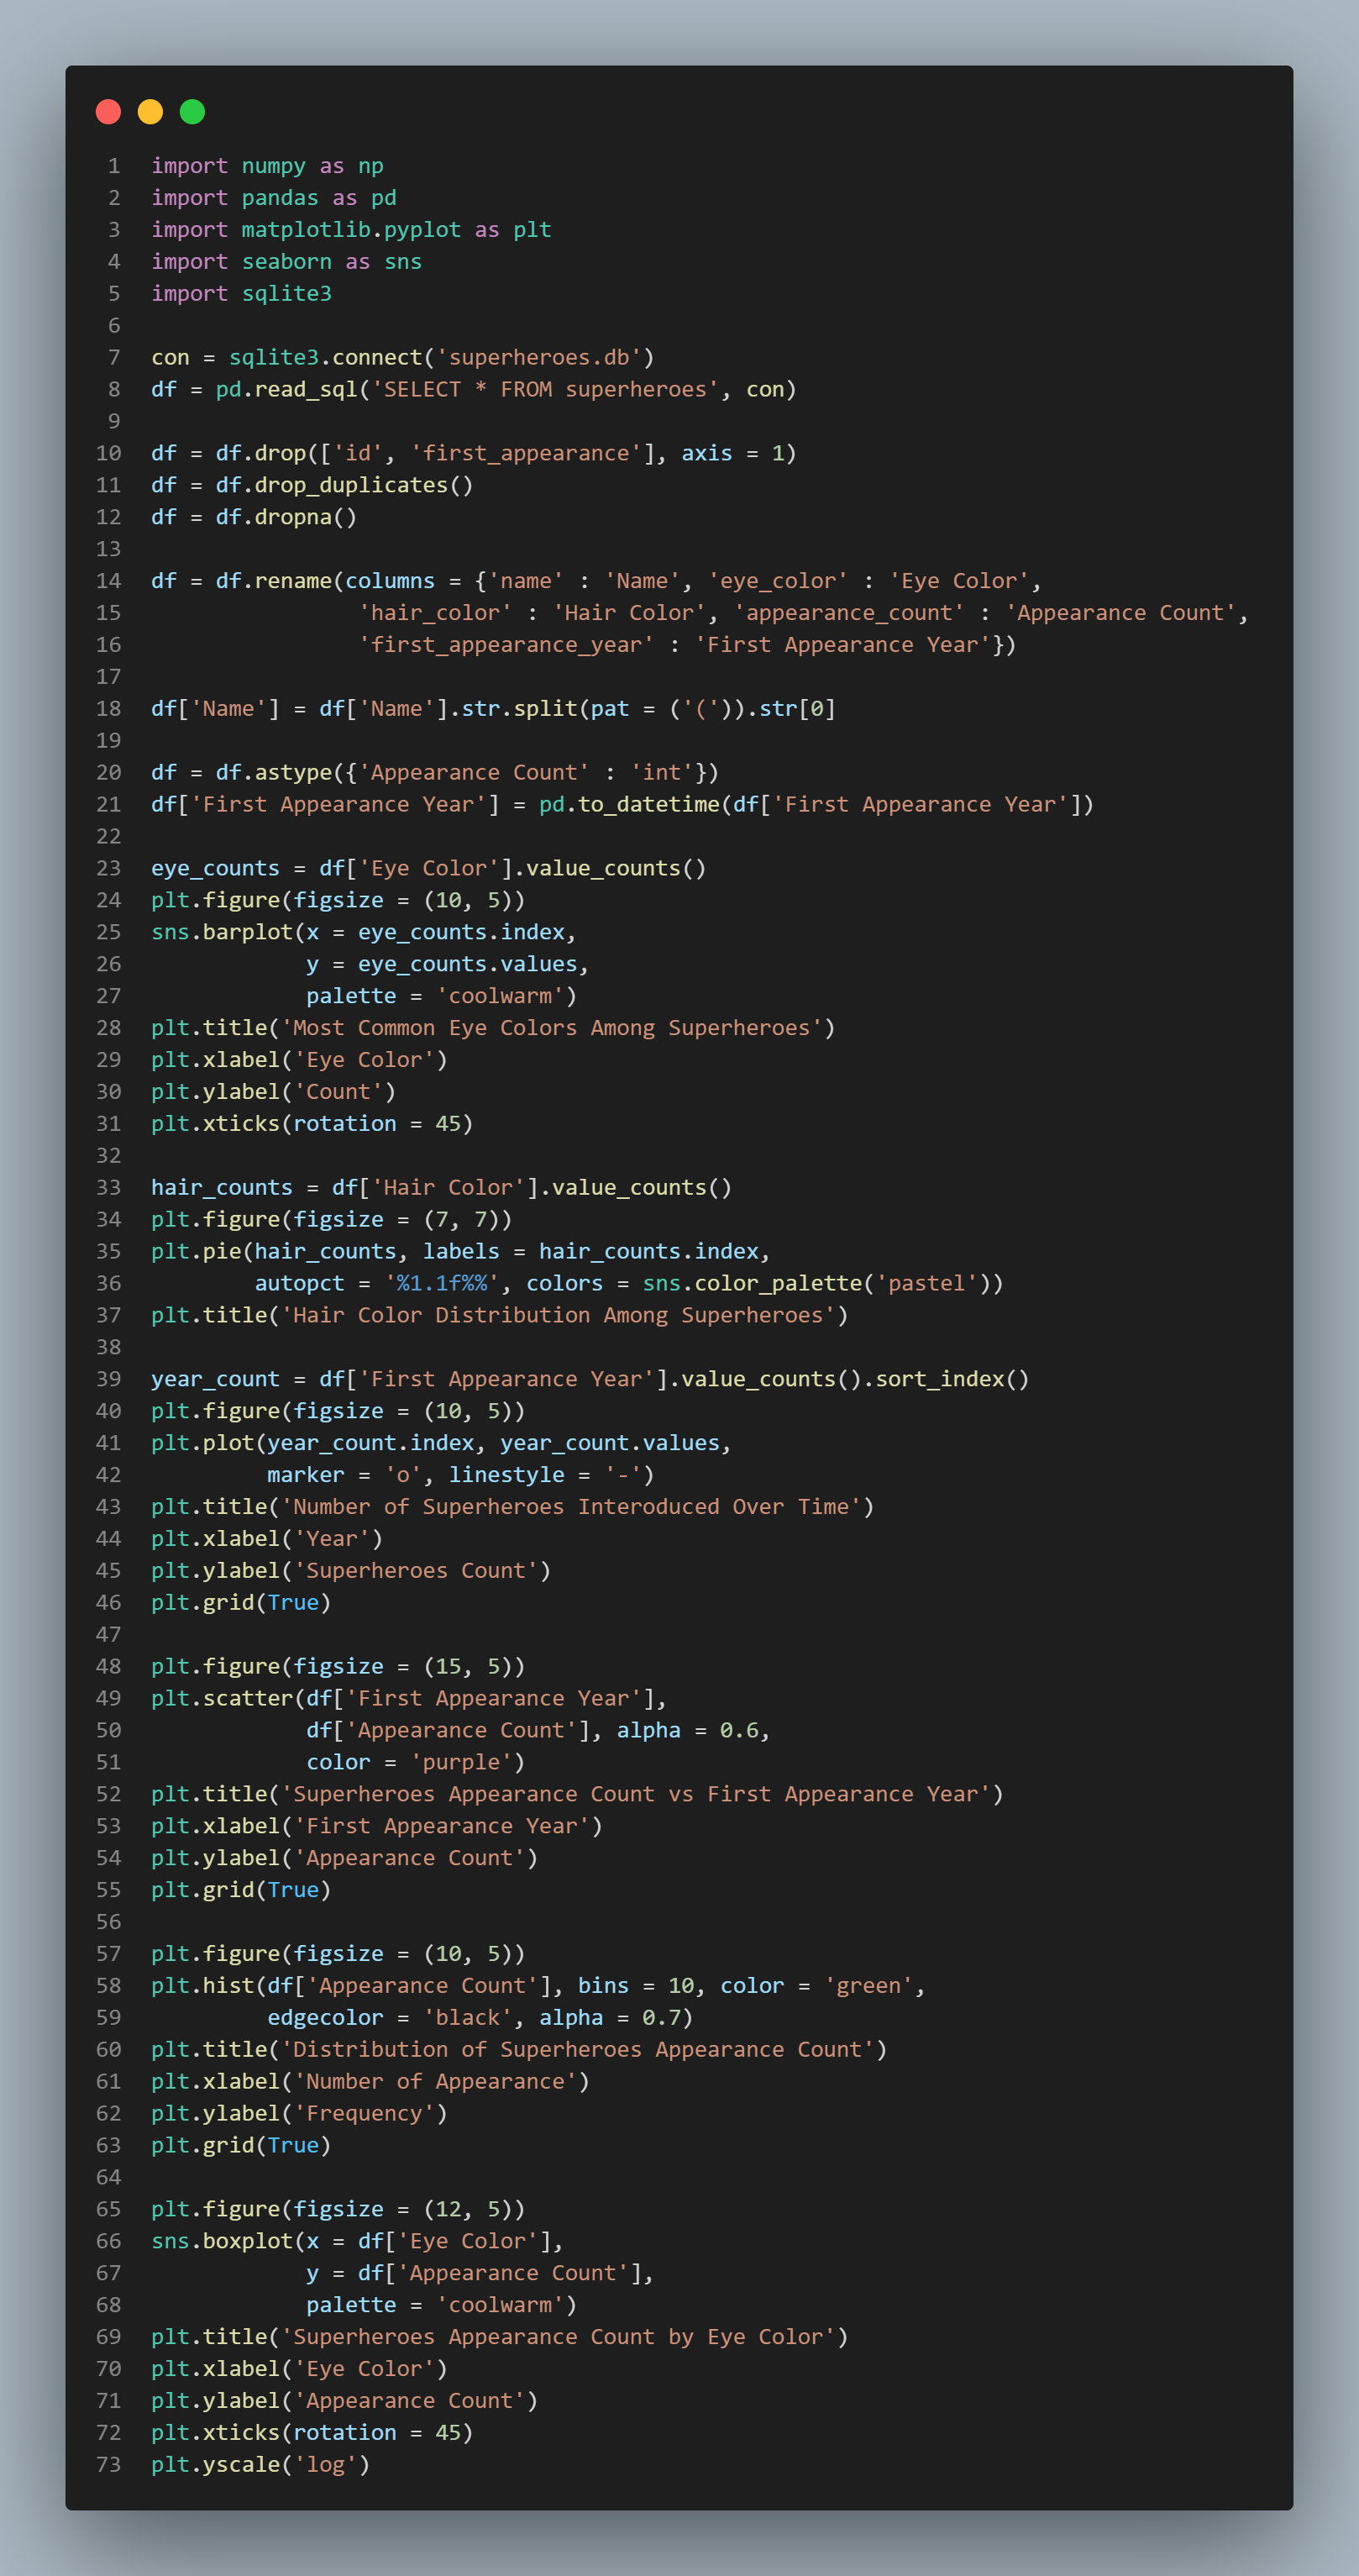 1 import numpy as np
2 import pandas as pd
3 import matplotlib.pyplot as plt
4 import seaborn as sns
5 import sqlite3
6
7 con = sqlite3.connect('superheroes.db')
8 df = pd.read_sql('SELECT * FROM superheroes', con)
9
10 df = df.drop(['id', 'first_appearance'], axis = 1)
11 df = df.drop_duplicates()
12 df = df.dropna()
13
14 df = df.rename(columns = {'name' : 'Name', 'eye_color' : 'Eye Color',
15                 'hair_color' : 'Hair Color', 'appearance_count' : 'Appearance Count',
16                 'first_appearance_year' : 'First Appearance Year'})
17
18 df['Name'] = df['Name'].str.split(pat = ('(')).str[0]
19
20 df = df.astype({'Appearance Count' : 'int'})
21 df['First Appearance Year'] = pd.to_datetime(df['First Appearance Year'])
22
23 eye_counts = df['Eye Color'].value_counts()
24 plt.figure(figsize = (10, 5))
25 sns.barplot(x = eye_counts.index,
26             y = eye_counts.values,
27             palette = 'coolwarm')
28 plt.title('Most Common Eye Colors Among Superheroes')
29 plt.xlabel('Eye Color')
30 plt.ylabel('Count')
31 plt.xticks(rotation = 45)
32
33 hair_counts = df['Hair Color'].value_counts()
34 plt.figure(figsize = (7, 7))
35 plt.pie(hair_counts, labels = hair_counts.index,
36         autopct = '%1.1f%%', colors = sns.color_palette('pastel'))
37 plt.title('Hair Color Distribution Among Superheroes')
38
39 year_count = df['First Appearance Year'].value_counts().sort_index()
40 plt.figure(figsize = (10, 5))
41 plt.plot(year_count.index, year_count.values,
42          marker = 'o', linestyle = '-')
43 plt.title('Number of Superheroes Interoduced Over Time')
44 plt.xlabel('Year')
45 plt.ylabel('Superheroes Count')
46 plt.grid(True)
47
48 plt.figure(figsize = (15, 5))
49 plt.scatter(df['First Appearance Year'],
50             df['Appearance Count'], alpha = 0.6,
51             color = 'purple')
52 plt.title('Superheroes Appearance Count vs First Appearance Year')
53 plt.xlabel('First Appearance Year')
54 plt.ylabel('Appearance Count')
55 plt.grid(True)
56
57 plt.figure(figsize = (10, 5))
58 plt.hist(df['Appearance Count'], bins = 10, color = 'green',
59          edgecolor = 'black', alpha = 0.7)
60 plt.title('Distribution of Superheroes Appearance Count')
61 plt.xlabel('Number of Appearance')
62 plt.ylabel('Frequency')
63 plt.grid(True)
64
65 plt.figure(figsize = (12, 5))
66 sns.boxplot(x = df['Eye Color'],
67             y = df['Appearance Count'],
68             palette = 'coolwarm')
69 plt.title('Superheroes Appearance Count by Eye Color')
70 plt.xlabel('Eye Color')
71 plt.ylabel('Appearance Count')
72 plt.xticks(rotation = 45)
73 plt.yscale('log')